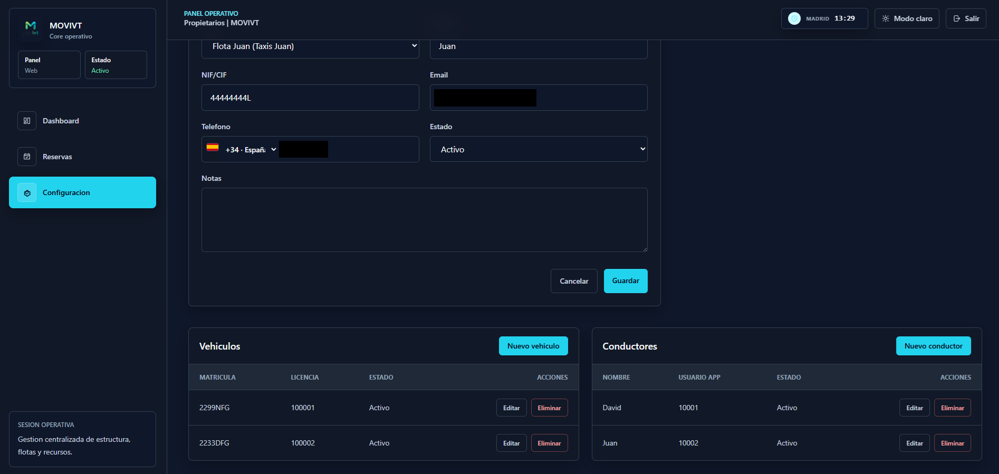 MOVIVT
Core operativo
Panel
Web
Estado
Activo
Dashboard
Reservas
Configuracion
SESION OPERATIVA
Gestion centralizada de estructura,
flotas y recursos.
PANEL OPERATIVO
Propietarios | MOVIVT
MADRID 13:29
Modo claro
Salir
Flota Juan (Taxis Juan)
Juan
NIF/CIF
Email
44444444L
Telefono
Estado
+34 · España
Activo
Notas
Cancelar
Guardar
Vehiculos
Nuevo vehiculo
MATRICULA LICENCIA ESTADO ACCIONES
2299NFG 100001 Activo Editar Eliminar
2233DFG 100002 Activo Editar Eliminar
Conductores
Nuevo conductor
NOMBRE USUARIO APP ESTADO ACCIONES
David 10001 Activo Editar Eliminar
Juan 10002 Activo Editar Eliminar